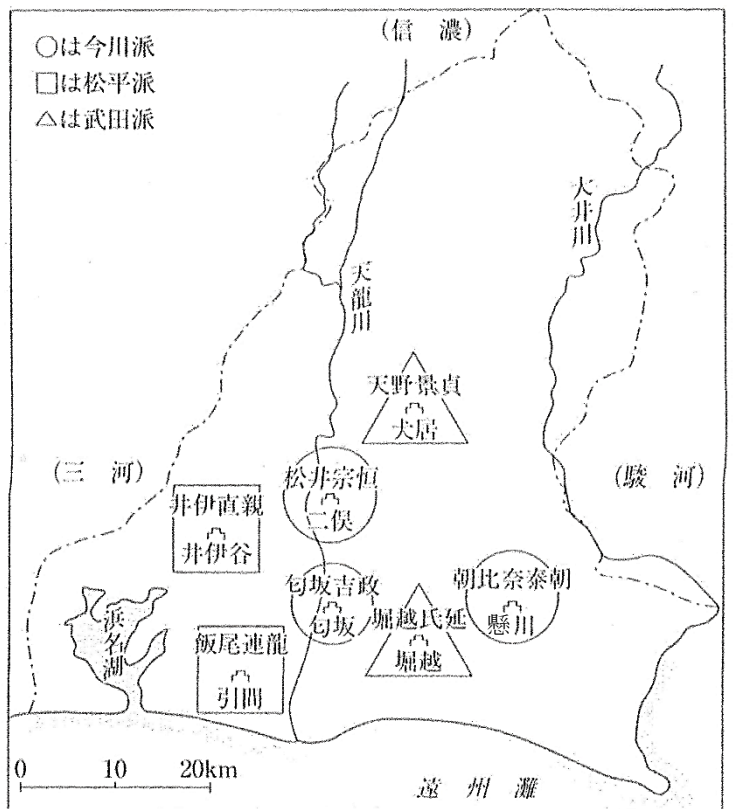 (信濃)
○は今川派
□は松平派
△は武田派
大井川
天龍川
天野景貞
犬居
(三河)
松井宗恒
二俣
(駿河)
井伊直親
井伊谷
匂坂吉政
匂坂
朝比奈泰朝
懸川
堀越氏延
堀越
浜名湖
飯尾連龍
引間
0 10 20km
遠州灘